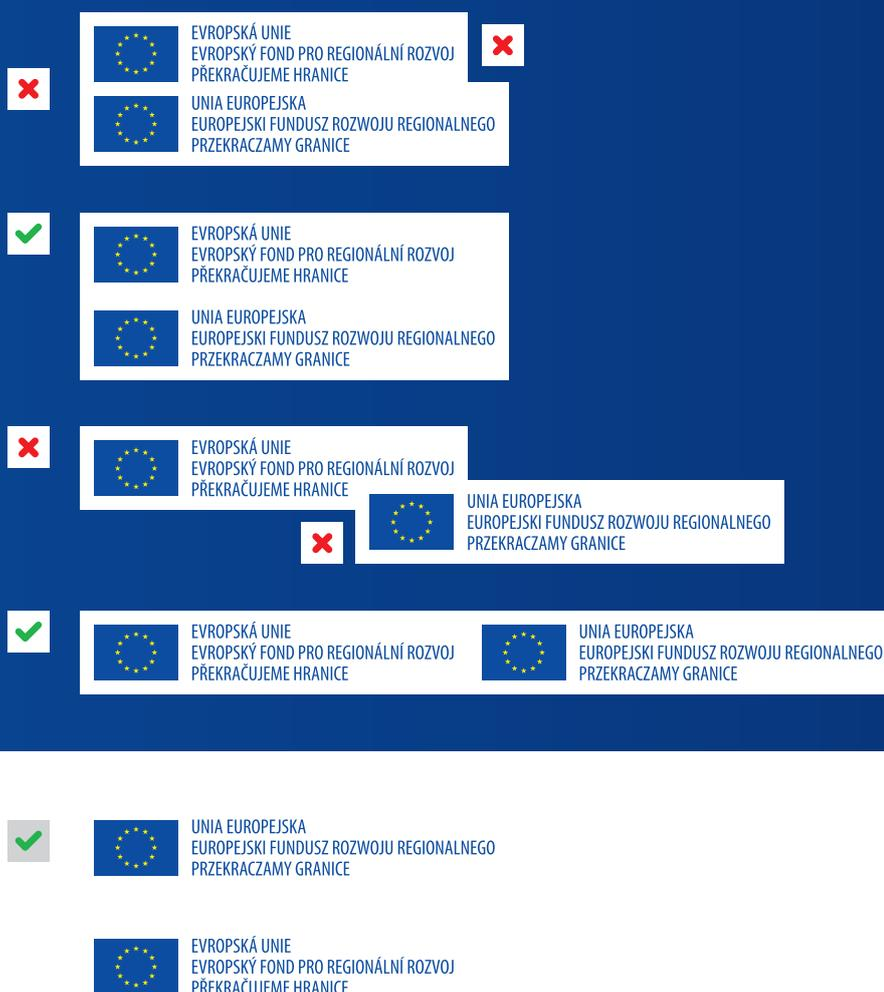 EVROPSKÁ UNIE
EVROPSKÝ FOND PRO REGIONÁLNÍ ROZVOJ
PŘEKRAČUJEME HRANICE
UNIA EUROPEJSKA
EUROPEJSKI FUNDUSZ ROZWOJU REGIONALNEGO
PRZEKRACZAMY GRANICE
EVROPSKÁ UNIE
EVROPSKÝ FOND PRO REGIONÁLNÍ ROZVOJ
PŘEKRAČUJEME HRANICE
UNIA EUROPEJSKA
EUROPEJSKI FUNDUSZ ROZWOJU REGIONALNEGO
PRZEKRACZAMY GRANICE
EVROPSKÁ UNIE
EVROPSKÝ FOND PRO REGIONÁLNÍ ROZVOJ
PŘEKRAČUJEME HRANICE
UNIA EUROPEJSKA
EUROPEJSKI FUNDUSZ ROZWOJU REGIONALNEGO
PRZEKRACZAMY GRANICE
EVROPSKÁ UNIE
EVROPSKÝ FOND PRO REGIONÁLNÍ ROZVOJ
PŘEKRAČUJEME HRANICE
UNIA EUROPEJSKA
EUROPEJSKI FUNDUSZ ROZWOJU REGIONALNEGO
PRZEKRACZAMY GRANICE
UNIA EUROPEJSKA
EUROPEJSKI FUNDUSZ ROZWOJU REGIONALNEGO
PRZEKRACZAMY GRANICE
EVROPSKÁ UNIE
EVROPSKÝ FOND PRO REGIONÁLNÍ ROZVOJ
PŘEKRAČUJEME HRANICE